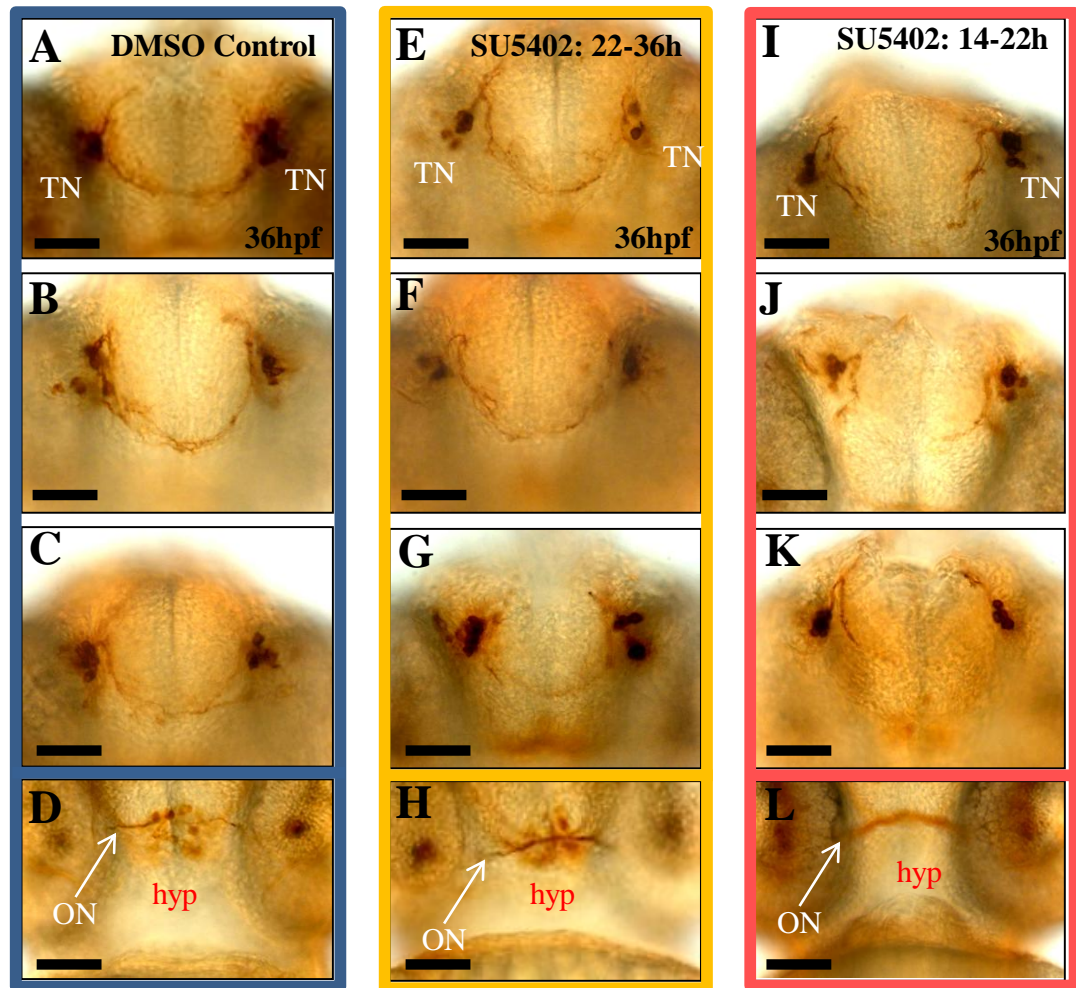 A DMSO Control
TN
TN
36hpf
B
C
D
ON
hyp
E SU5402: 22-36h
TN
TN
36hpf
F
G
H
ON
hyp
I SU5402: 14-22h
TN
TN
36hpf
J
K
L
ON
hyp